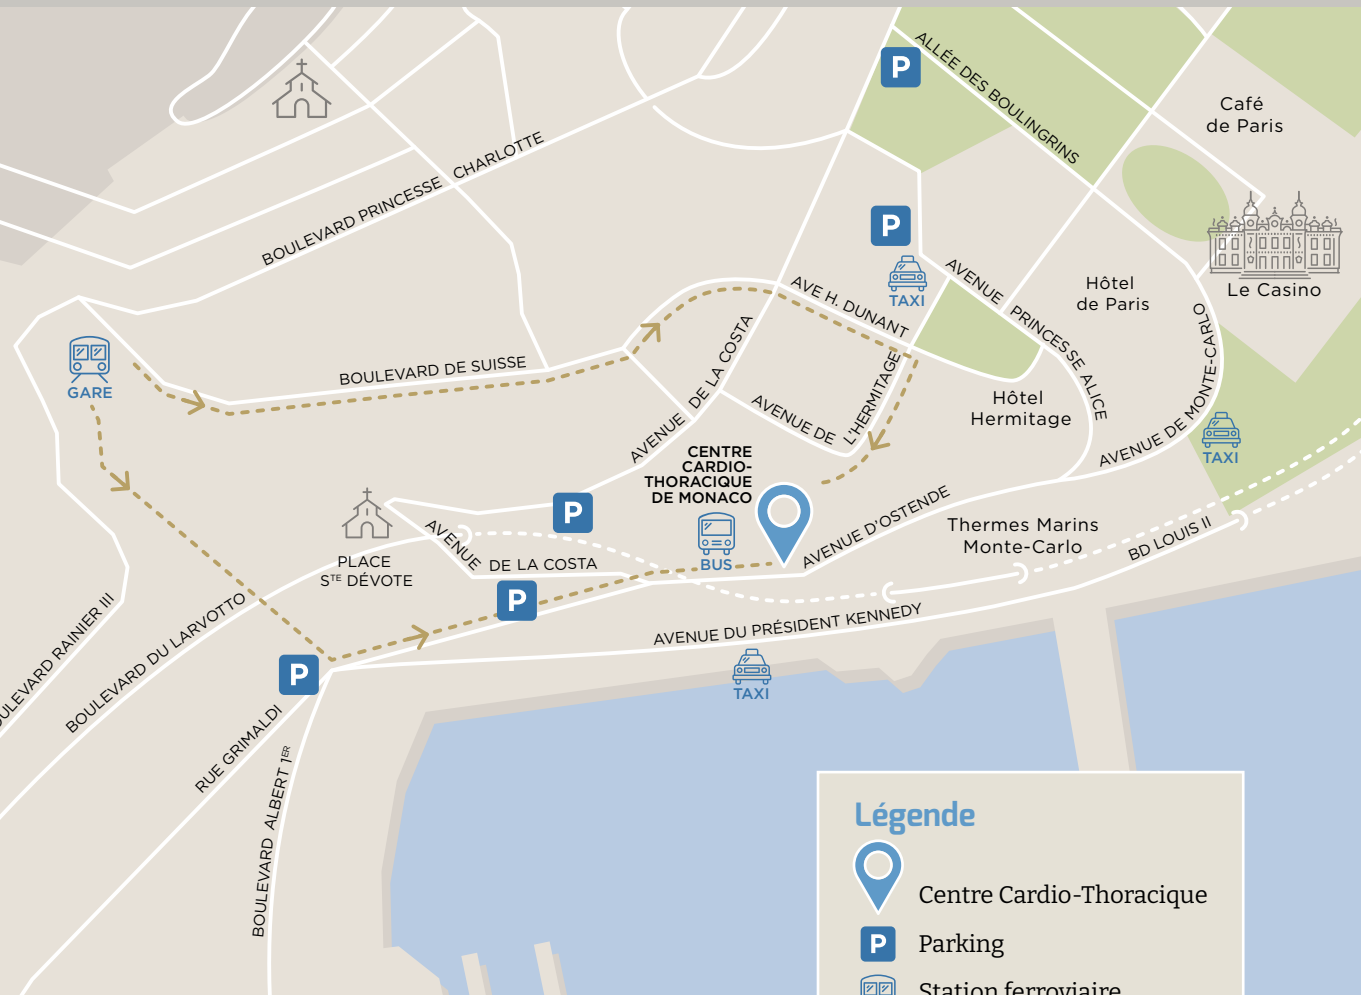 P
ALLÉE DES BOULINGRINS
Café
de Paris
BOULEVARD PRINCESSE CHARLOTTE
P
TAXI
AVENUE PRINCESSE ALICE
Hôtel
de Paris
Le Casino
AVE H. DUNANT
GARE
BOULEVARD DE SUISSE
AVENUE DE LA COSTA
AVENUE DE L'HERMITAGE
Hôtel
Hermitage
AVENUE DE MONTE-CARLO
TAXI
CENTRE
CARDIO-
THORACIQUE
DE MONACO
P
BUS
AVENUE D'OSTENDE
Thermes Marins
Monte-Carlo
BD LOUIS II
PLACE
STE DÉVOTE
AVENUE DE LA COSTA
P
AVENUE DU PRÉSIDENT KENNEDY
TAXI
P
RAINIER III
BOULEVARD DU LARVOTTO
RUE GRIMALDI
BOULEVARD ALBERT 1ER
Légende
Centre Cardio-Thoracique
P
Parking
Station ferroviaire